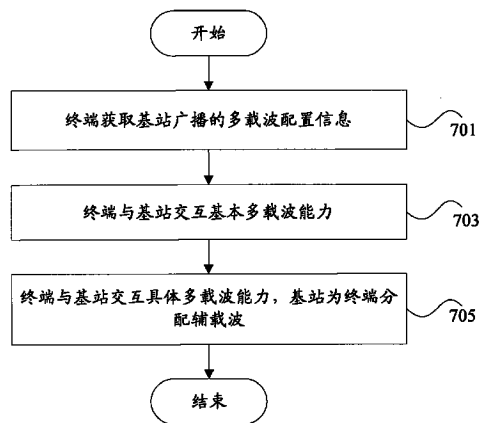 开始
终端获取基站广播的多载波配置信息
701
终端与基站交互基本多载波能力
703
终端与基站交互具体多载波能力，基站为终端分
配辅载波
705
结束